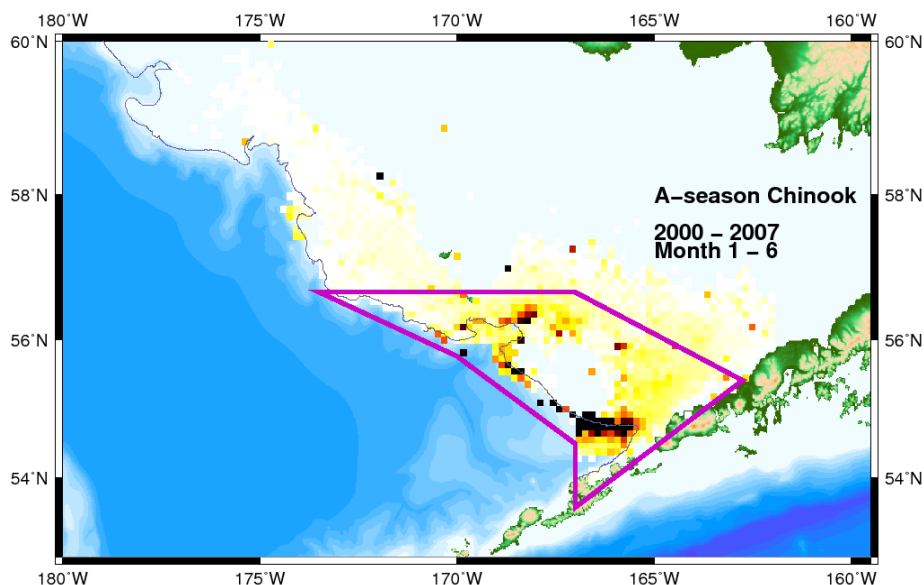 180˚W 175˚W 170˚W 165˚W 160˚W
60˚N 60˚N
58˚N 58˚N
A−season Chinook
2000 − 2007
Month 1 − 6
56˚N 56˚N
54˚N 54˚N
180˚W 175˚W 170˚W 165˚W 160˚W